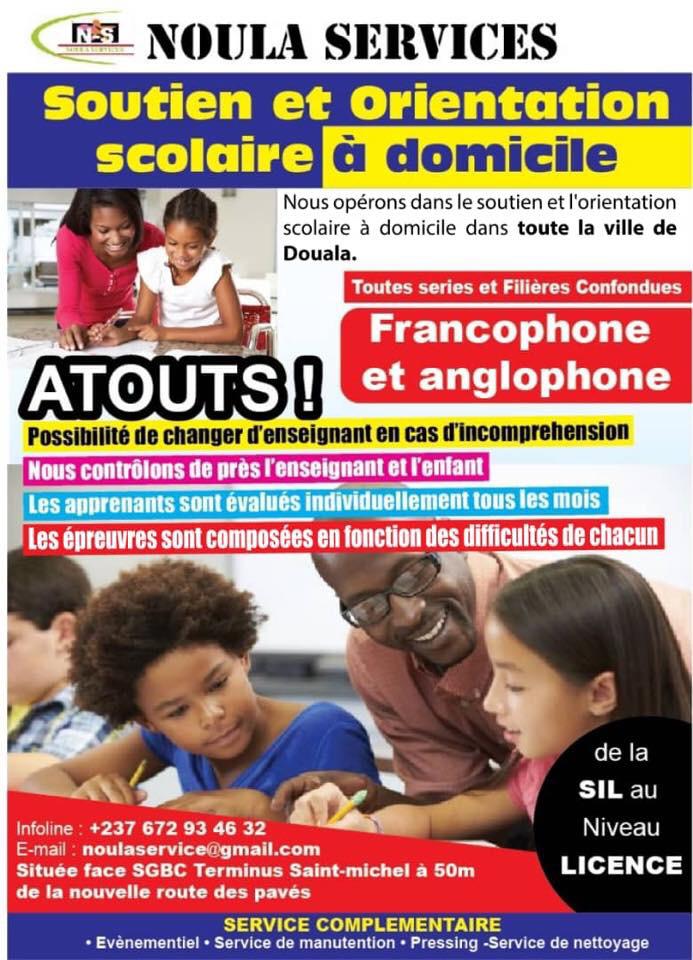 N S
NOULA SERVICES
NOULA SERVICES
Soutien et Orientation
scolaire à domicile
Nous opérons dans le soutien et l'orientation
scolaire à domicile dans toute la ville de
Douala.
Toutes series et Filières Confondues
Francophone
et anglophone
ATOUTS !
Possibilité de changer d'enseignant en cas d'incomprehension
Nous contrôlons de près l'enseignant et l'enfant
Les apprenants sont évalués individuellement tous les mois
Les épreuvres sont composées en fonction des difficultés de chacun
de la
SIL au
Niveau
LICENCE
Infoline : +237 672 93 46 32
E-mail : noulaservice@gmail.com
Située face SGBC Terminus Saint-michel à 50m
de la nouvelle route des pavés
SERVICE COMPLEMENTAIRE
• Evènementiel • Service de manutention • Pressing -Service de nettoyage